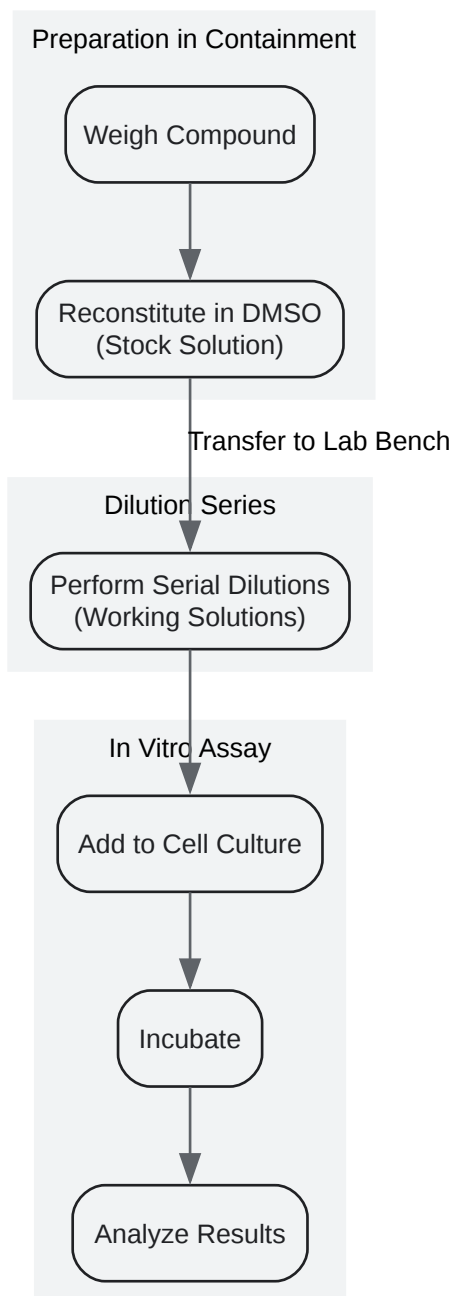 Preparation in Containment
Weigh Compound
Reconstitute in DMSO
(Stock Solution)
Transfer to Lab Bench
Dilution Series
Perform Serial Dilutions
(Working Solutions)
In Vitro Assay
Add to Cell Culture
Incubate
Analyze Results